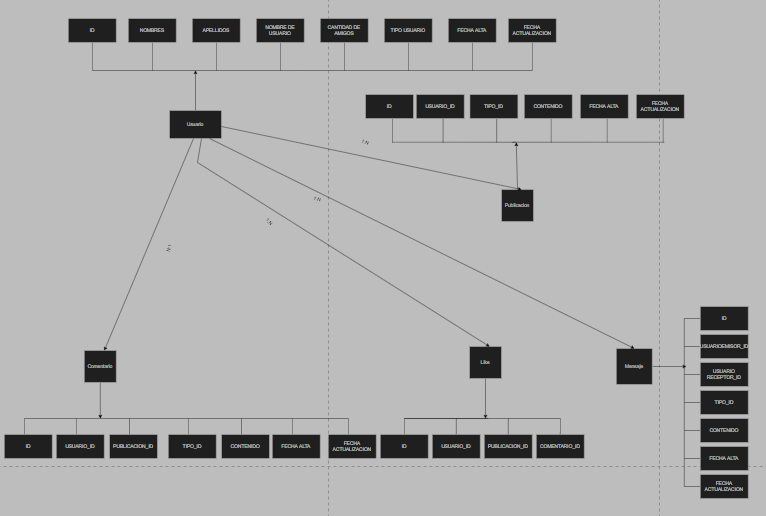 ID
NOMBRES
APELLIDOS
NOMBRE DE
USUARIO
CANTIDAD DE
AMIGOS
TIPO USUARIO
FECHA ALTA
FECHA
ACTUALIZACION
ID
USUARIO_ID
TIPO_ID
CONTENIDO
FECHA ALTA
FECHA
ACTUALIZACION
Usuario
1:N
Publicacion
1:N
1:N
1:N
Comentario
Like
Mensaje
ID
USUARIOEMISOR_ID
USUARIO
RECEPTOR_ID
TIPO_ID
CONTENIDO
FECHA ALTA
FECHA
ACTUALIZACION
ID
USUARIO_ID
PUBLICACION_ID
TIPO_ID
CONTENIDO
FECHA ALTA
FECHA
ACTUALIZACION
ID
USUARIO_ID
PUBLICACION_ID
COMENTARIO_ID